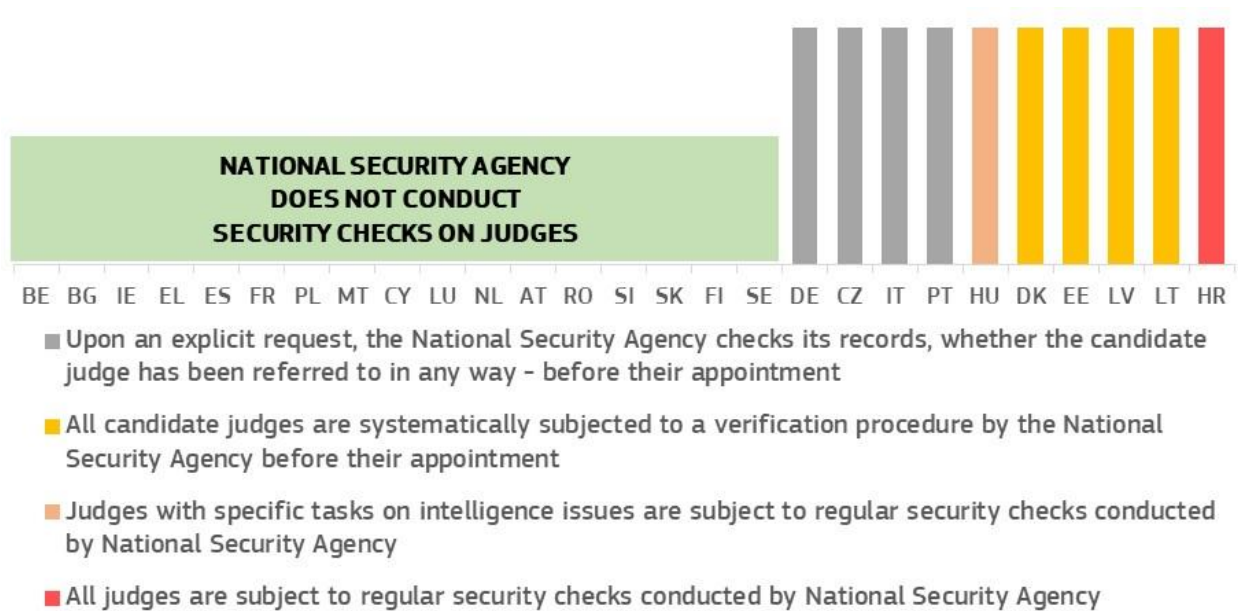 NATIONAL SECURITY AGENCY
DOES NOT CONDUCT
SECURITY CHECKS ON JUDGES
BE BG IE EL ES FR PL MT CY LU NL AT RO SI SK FI SE DE CZ IT PT HU DK EE LV LT HR
Upon an explicit request, the National Security Agency checks its records, whether the candidate
judge has been referred to in any way - before their appointment
All candidate judges are systematically subjected to a verification procedure by the National
Security Agency before their appointment
Judges with specific tasks on intelligence issues are subject to regular security checks conducted
by National Security Agency
All judges are subject to regular security checks conducted by National Security Agency